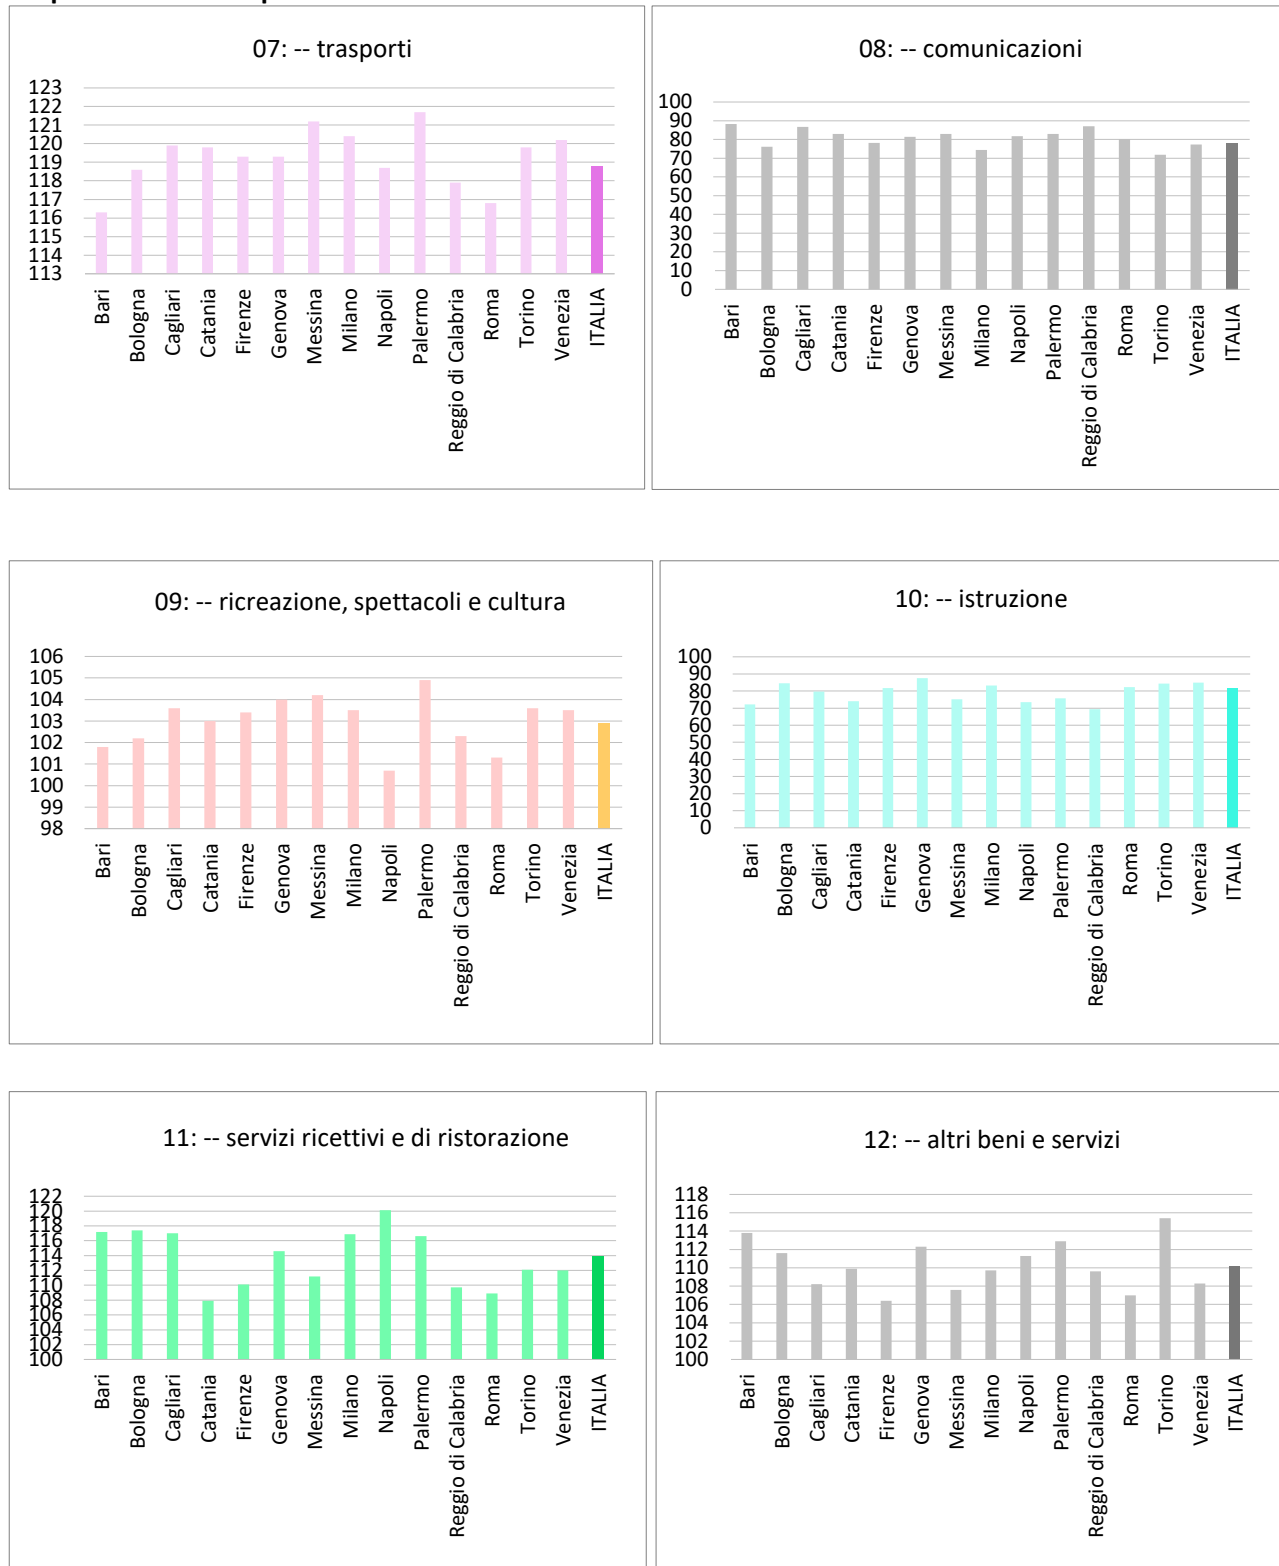 07: -- trasporti
123
122
121
120
119
118
117
116
115
114
113
Bari
Bologna
Cagliari
Catania
Firenze
Genova
Messina
Milano
Napoli
Palermo
Reggio di Calabria
Roma
Torino
Venezia
ITALIA
08: -- comunicazioni
100
90
80
70
60
50
40
30
20
10
0
Bari
Bologna
Cagliari
Catania
Firenze
Genova
Messina
Milano
Napoli
Palermo
Reggio di Calabria
Roma
Torino
Venezia
ITALIA
09: -- ricreazione, spettacoli e cultura
106
105
104
103
102
101
100
99
98
Bari
Bologna
Cagliari
Catania
Firenze
Genova
Messina
Milano
Napoli
Palermo
Reggio di Calabria
Roma
Torino
Venezia
ITALIA
10: -- istruzione
100
90
80
70
60
50
40
30
20
10
0
Bari
Bologna
Cagliari
Catania
Firenze
Genova
Messina
Milano
Napoli
Palermo
Reggio di Calabria
Roma
Torino
Venezia
ITALIA
11: -- servizi ricettivi e di ristorazione
122
120
118
116
114
112
110
108
106
104
102
100
Bari
Bologna
Cagliari
Catania
Firenze
Genova
Messina
Milano
Napoli
Palermo
Reggio di Calabria
Roma
Torino
Venezia
ITALIA
12: -- altri beni e servizi
118
116
114
112
110
108
106
104
102
100
Bari
Bologna
Cagliari
Catania
Firenze
Genova
Messina
Milano
Napoli
Palermo
Reggio di Calabria
Roma
Torino
Venezia
ITALIA